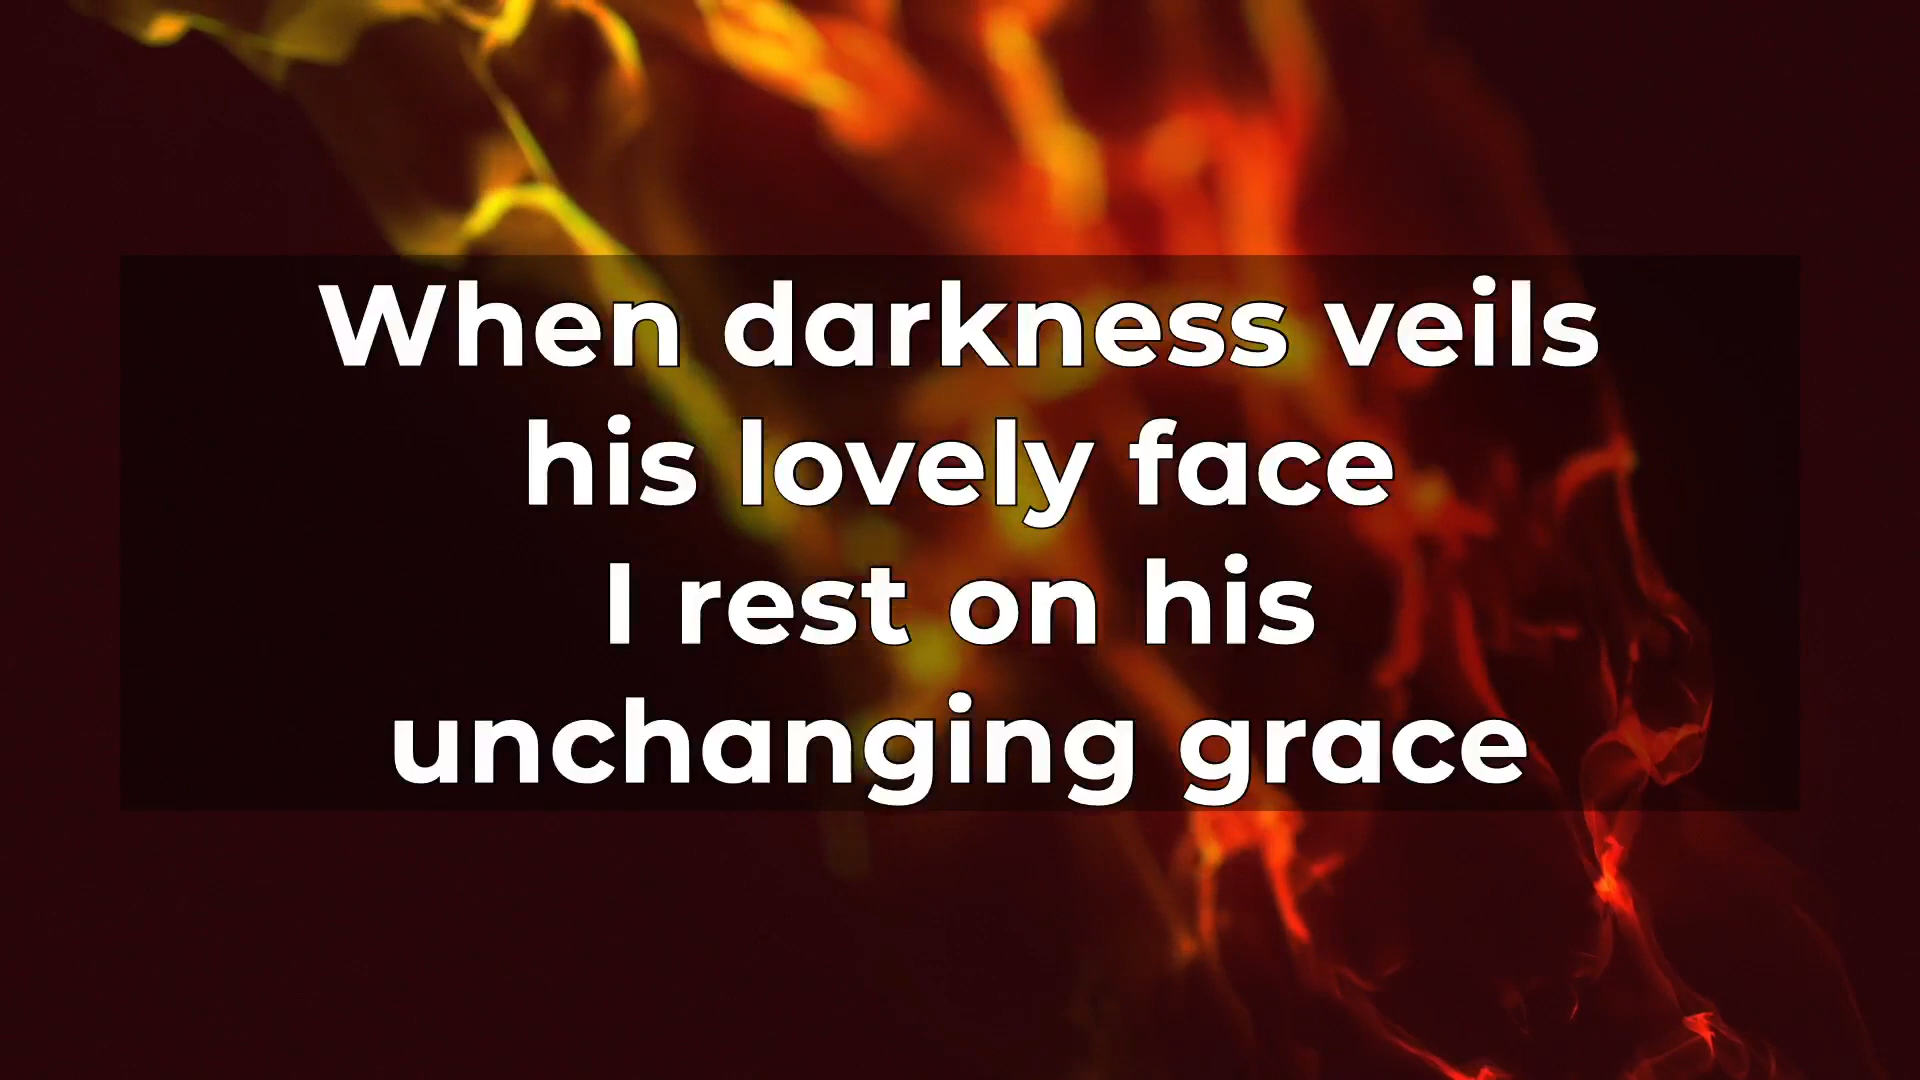 When darkness veils
his lovely face
I rest on his
unchanging grace